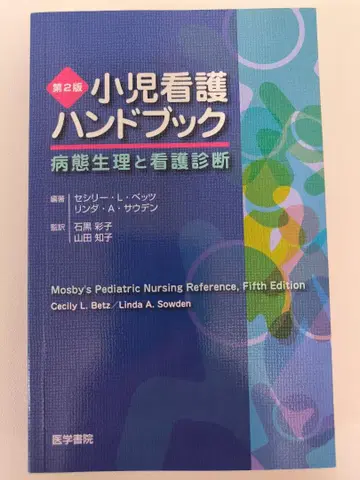 第2版
小児看護
ハンドブック
病態生理と看護診断
編著 セシリー・L・ベッツ
リンダ・A・サウデン
監訳 石黒 彩子
山田 知子
Mosby's Pediatric Nursing Reference, Fifth Edition
Cecily L. Betz／Linda A. Sowden
医学書院